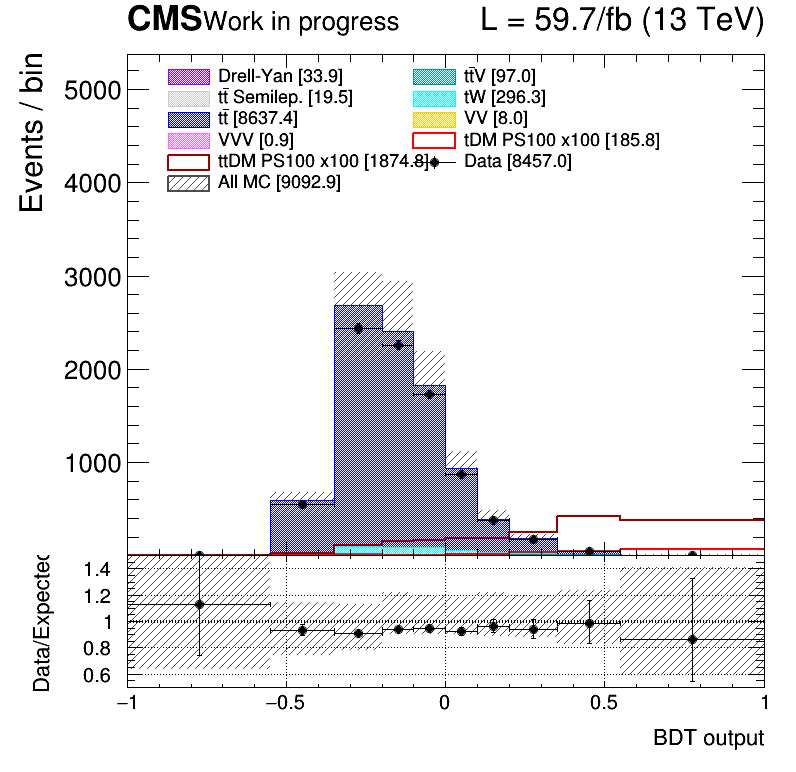 CMS Work in progress L = 59.7/fb (13 TeV)
Events / bin
5000
4000
3000
2000
1000
Drell-Yan [33.9] tt̄V [97.0]
tt̄ Semilep. [19.5] tW [296.3]
tt̄ [8637.4] VV [8.0]
VVV [0.9] tDM PS100 x100 [185.8]
ttDM PS100 x100 [1874.8] Data [8457.0]
All MC [9092.9]
Data/Expected
1.4
1.2
1
0.8
0.6
−1 −0.5 0 0.5 1
BDT output